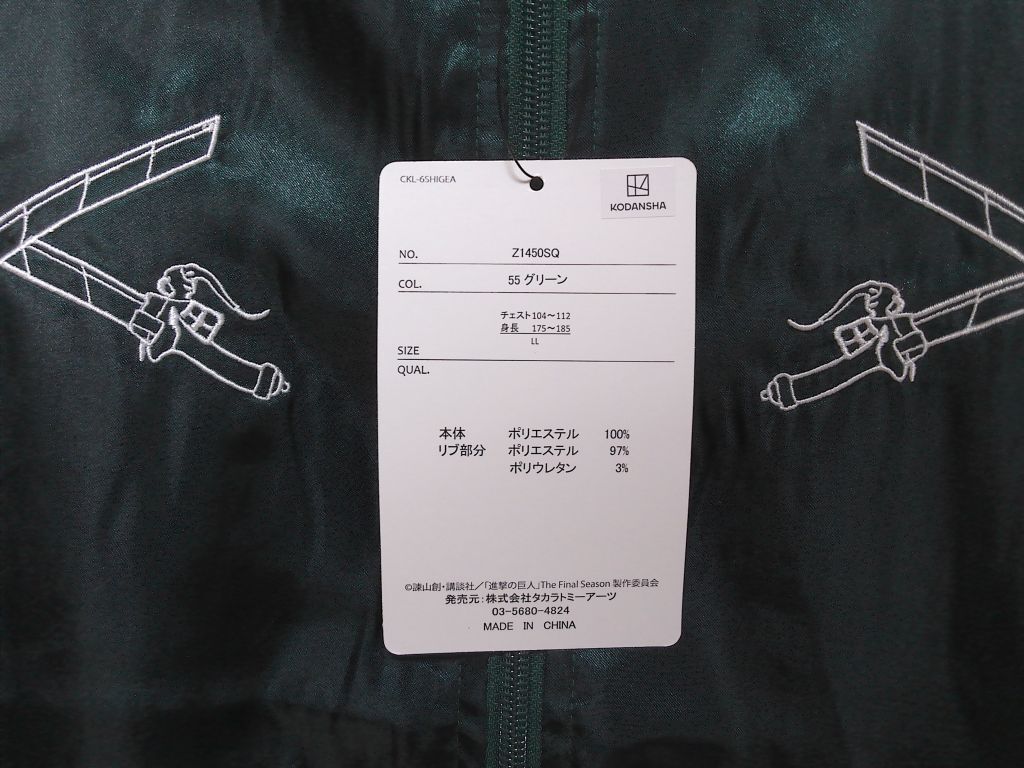 CKL-6SHIGEA
KODANSHA
NO. Z1450SQ
COL. 55 グリーン
チェスト104〜112
身長 175〜185
LL
SIZE
QUAL.
本体 ポリエステル 100%
リブ部分 ポリエステル 97%
ポリウレタン 3%
©諫山創・講談社／「進撃の巨人」The Final Season 製作委員会
発売元：株式会社タカラトミーアーツ
03-5680-4824
MADE IN CHINA